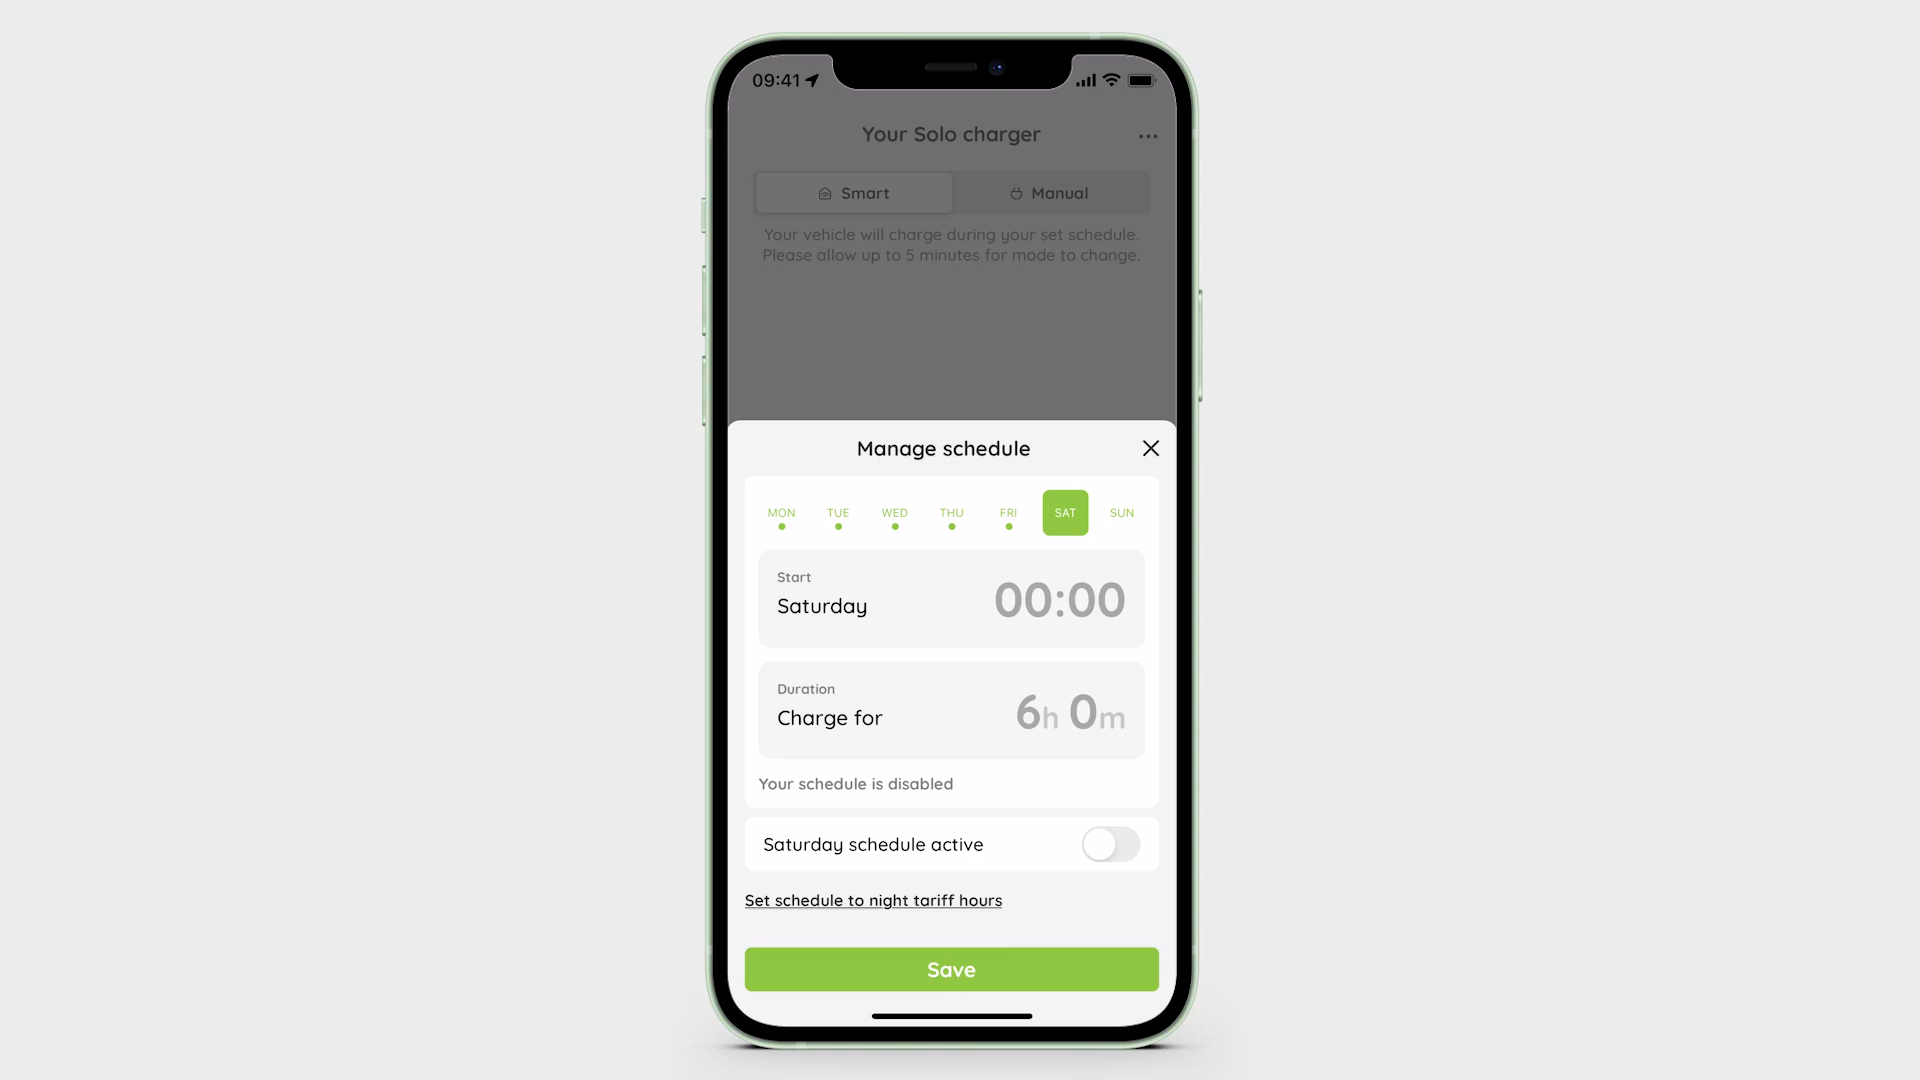 09:41
Your Solo charger
Smart
Manual
Your vehicle will charge during your set schedule.
Please allow up to 5 minutes for mode to change.
Manage schedule
MON TUE WED THU FRI SAT SUN
Start
Saturday
00:00
Duration
Charge for
6h 0m
Your schedule is disabled
Saturday schedule active
Set schedule to night tariff hours
Save